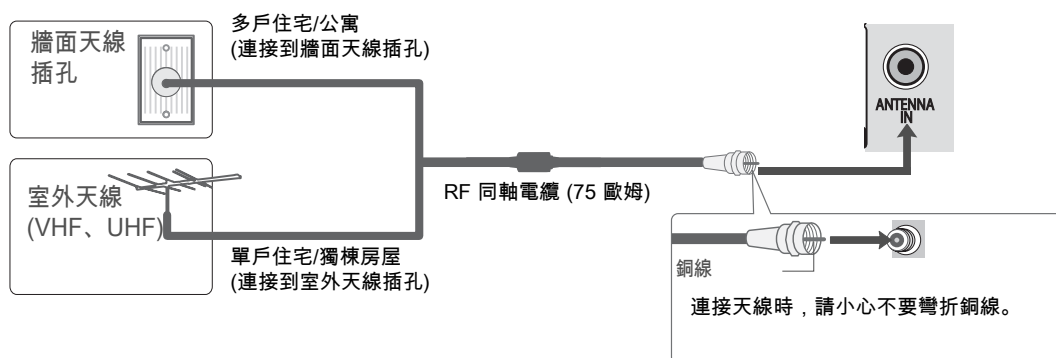 牆面天線
插孔
多戶住宅/公寓
(連接到牆面天線插孔)
ANTENNA
IN
RF 同軸電纜 (75 歐姆)
室外天線
(VHF、UHF)
單戶住宅/獨棟房屋
(連接到室外天線插孔)
銅線
連接天線時，請小心不要彎折銅線。